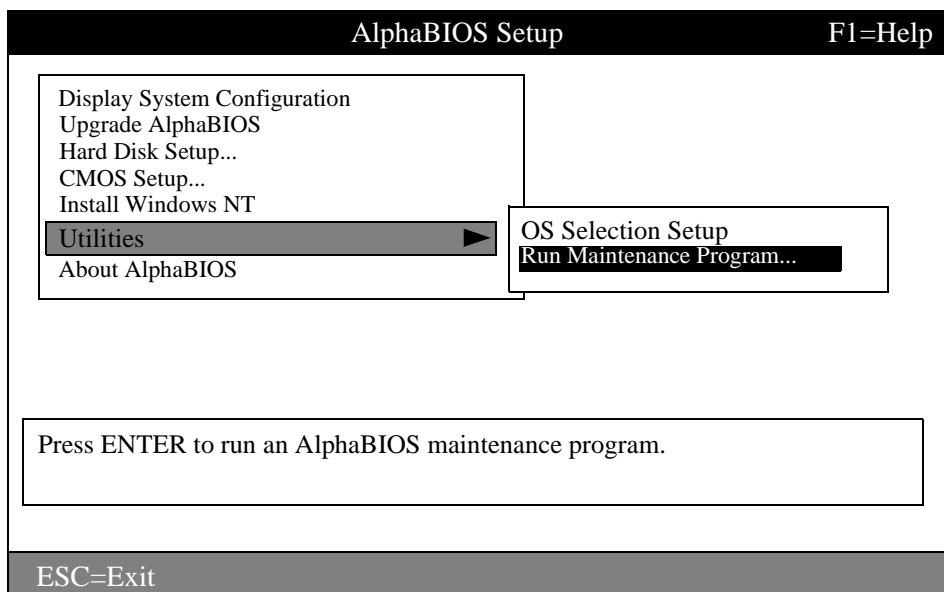 AlphaBIOS Setup F1=Help
Display System Configuration
Upgrade AlphaBIOS
Hard Disk Setup...
CMOS Setup...
Install Windows NT
Utilities
About AlphaBIOS
OS Selection Setup
Run Maintenance Program...
Press ENTER to run an AlphaBIOS maintenance program.
ESC=Exit